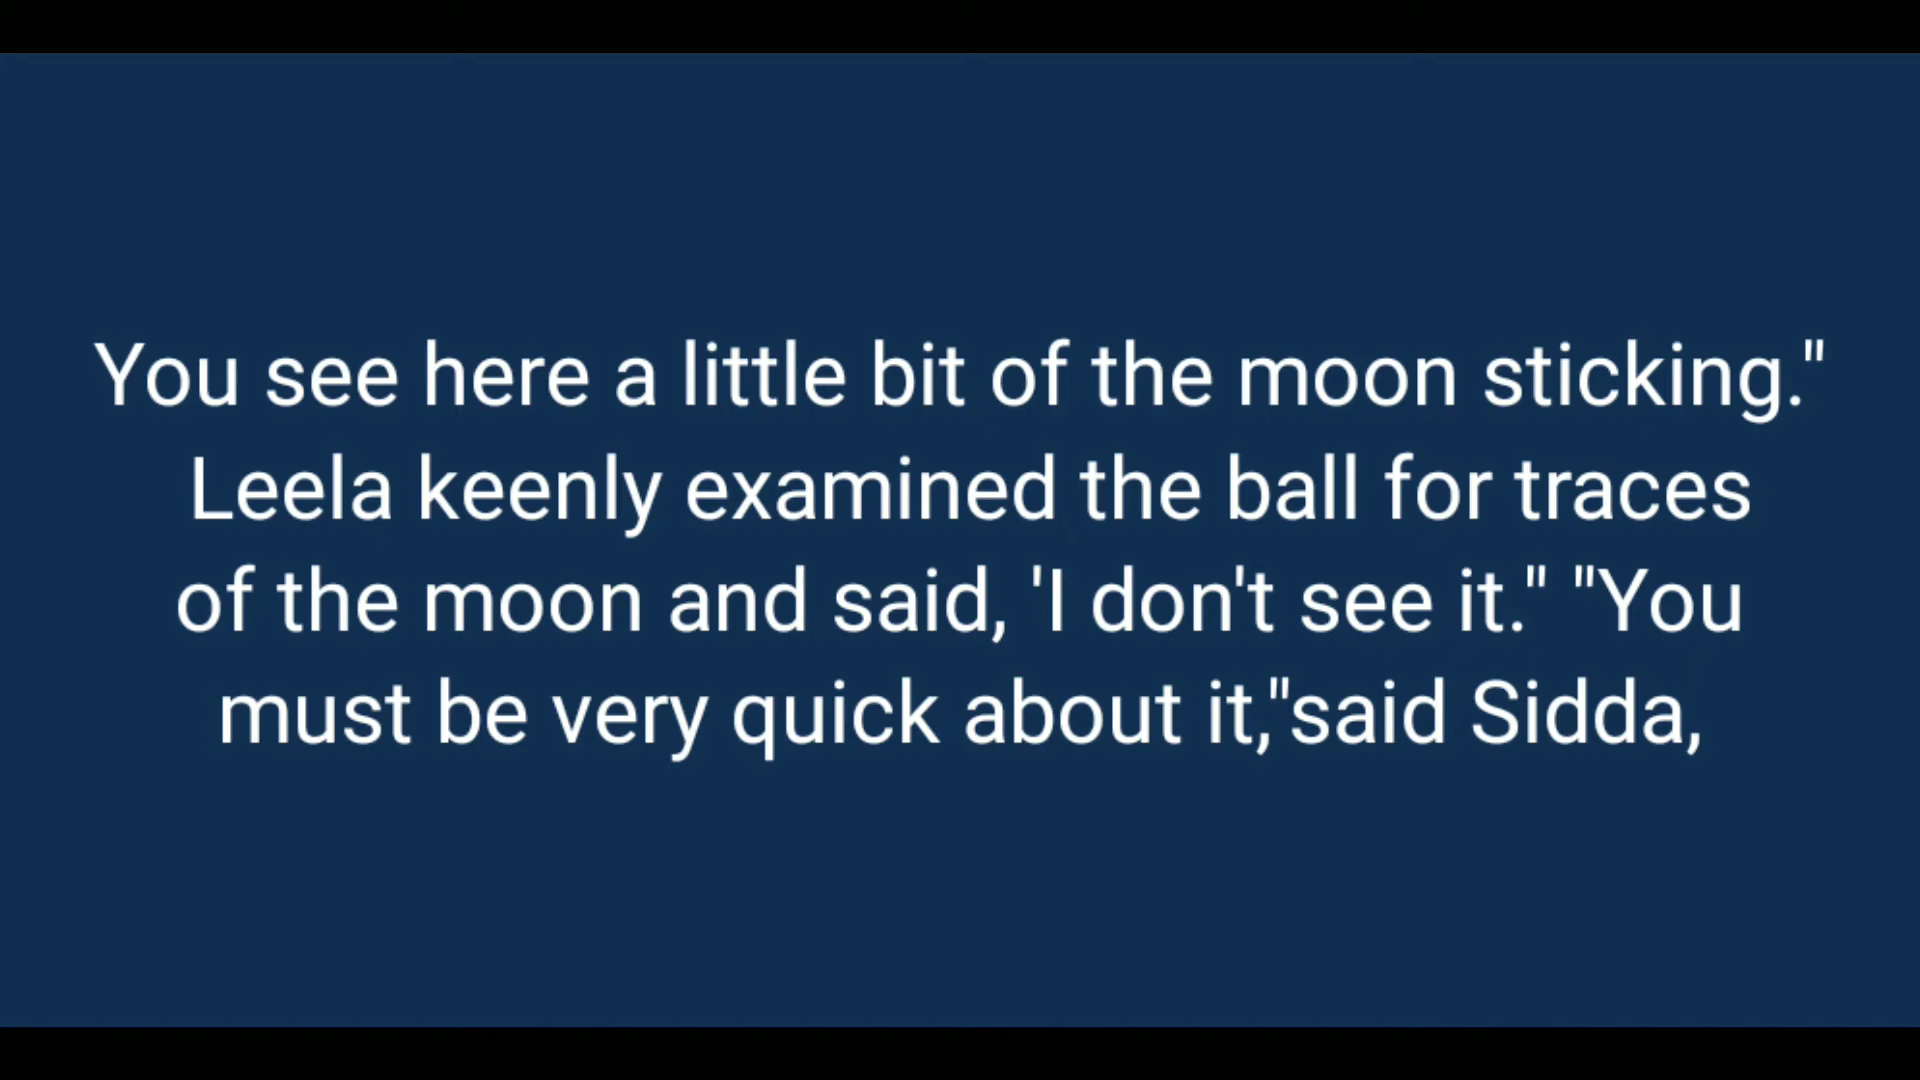 You see here a little bit of the moon sticking."
Leela keenly examined the ball for traces
of the moon and said, 'I don't see it." "You
must be very quick about it,"said Sidda,